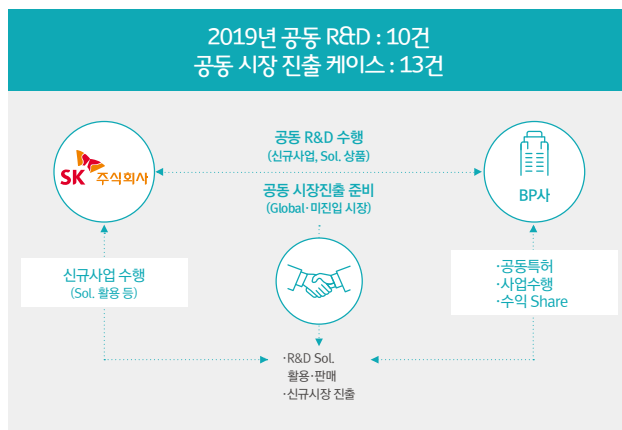 2019년 공동 R&D : 10건
공동 시장 진출 케이스 : 13건
SK 주식회사
공동 R&D 수행
(신규사업, Sol. 상품)
공동 시장진출 준비
(Global·미진입 시장)
BP사
신규사업 수행
(Sol. 활용 등)
·공동특허
·사업수행
·수익 Share
·R&D Sol.
활용·판매
·신규시장 진출